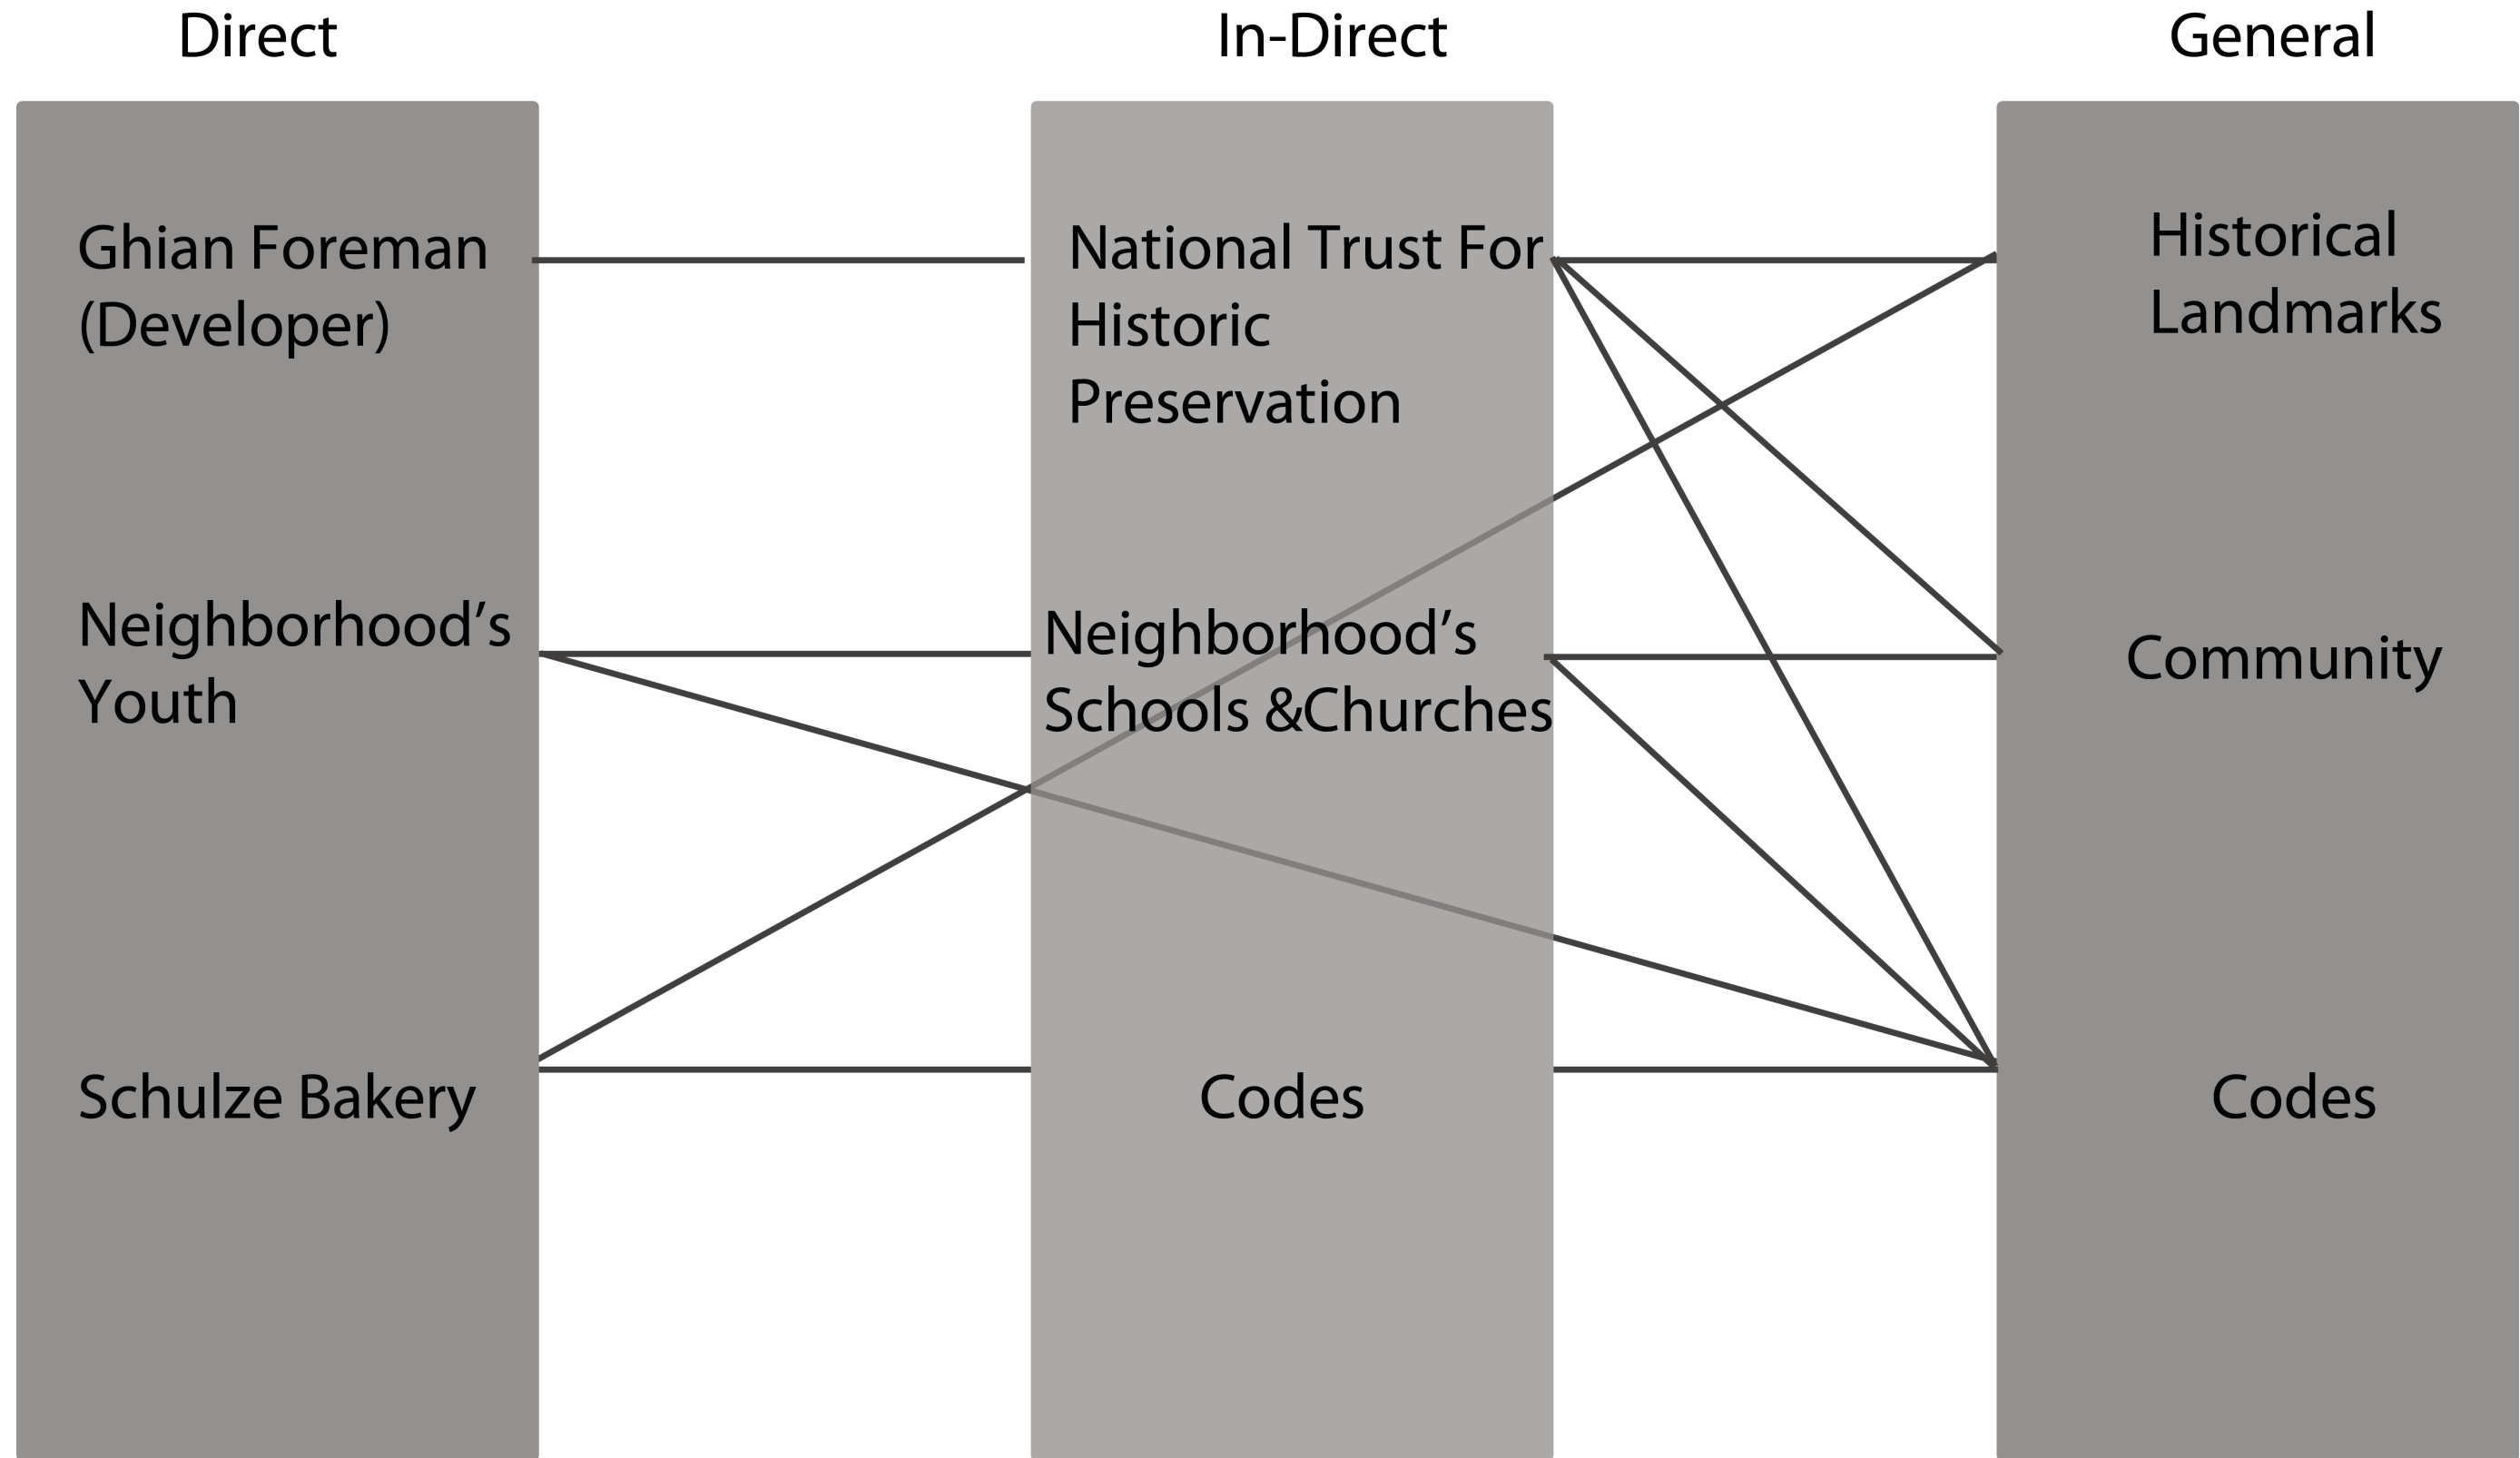 Direct
In-Direct
General
Ghian Foreman
(Developer)
National Trust For
Historic
Preservation
Historical
Landmarks
Neighborhood’s
Youth
Neighborhood’s
Schools &Churches
Community
Schulze Bakery
Codes
Codes